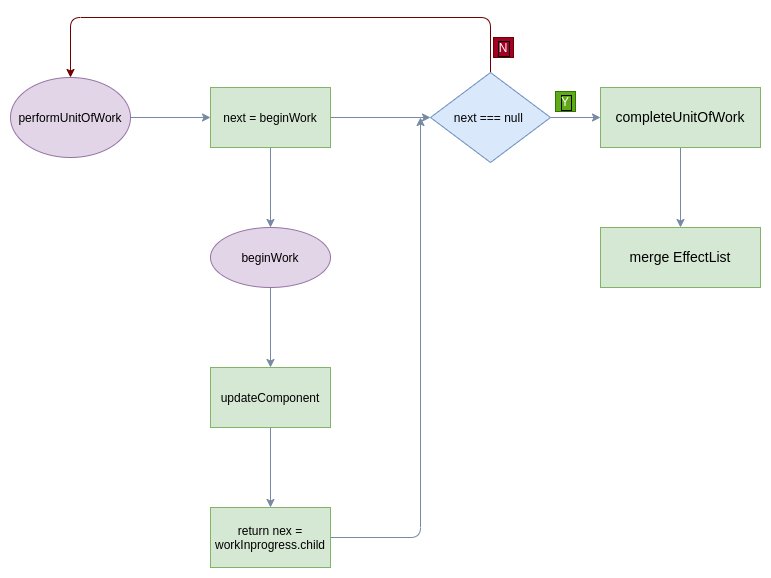 N
Y
performUnitOfWork
next = beginWork
next === null
completeUnitOfWork
beginWork
merge EffectList
updateComponent
return nex =
workInprogress.child